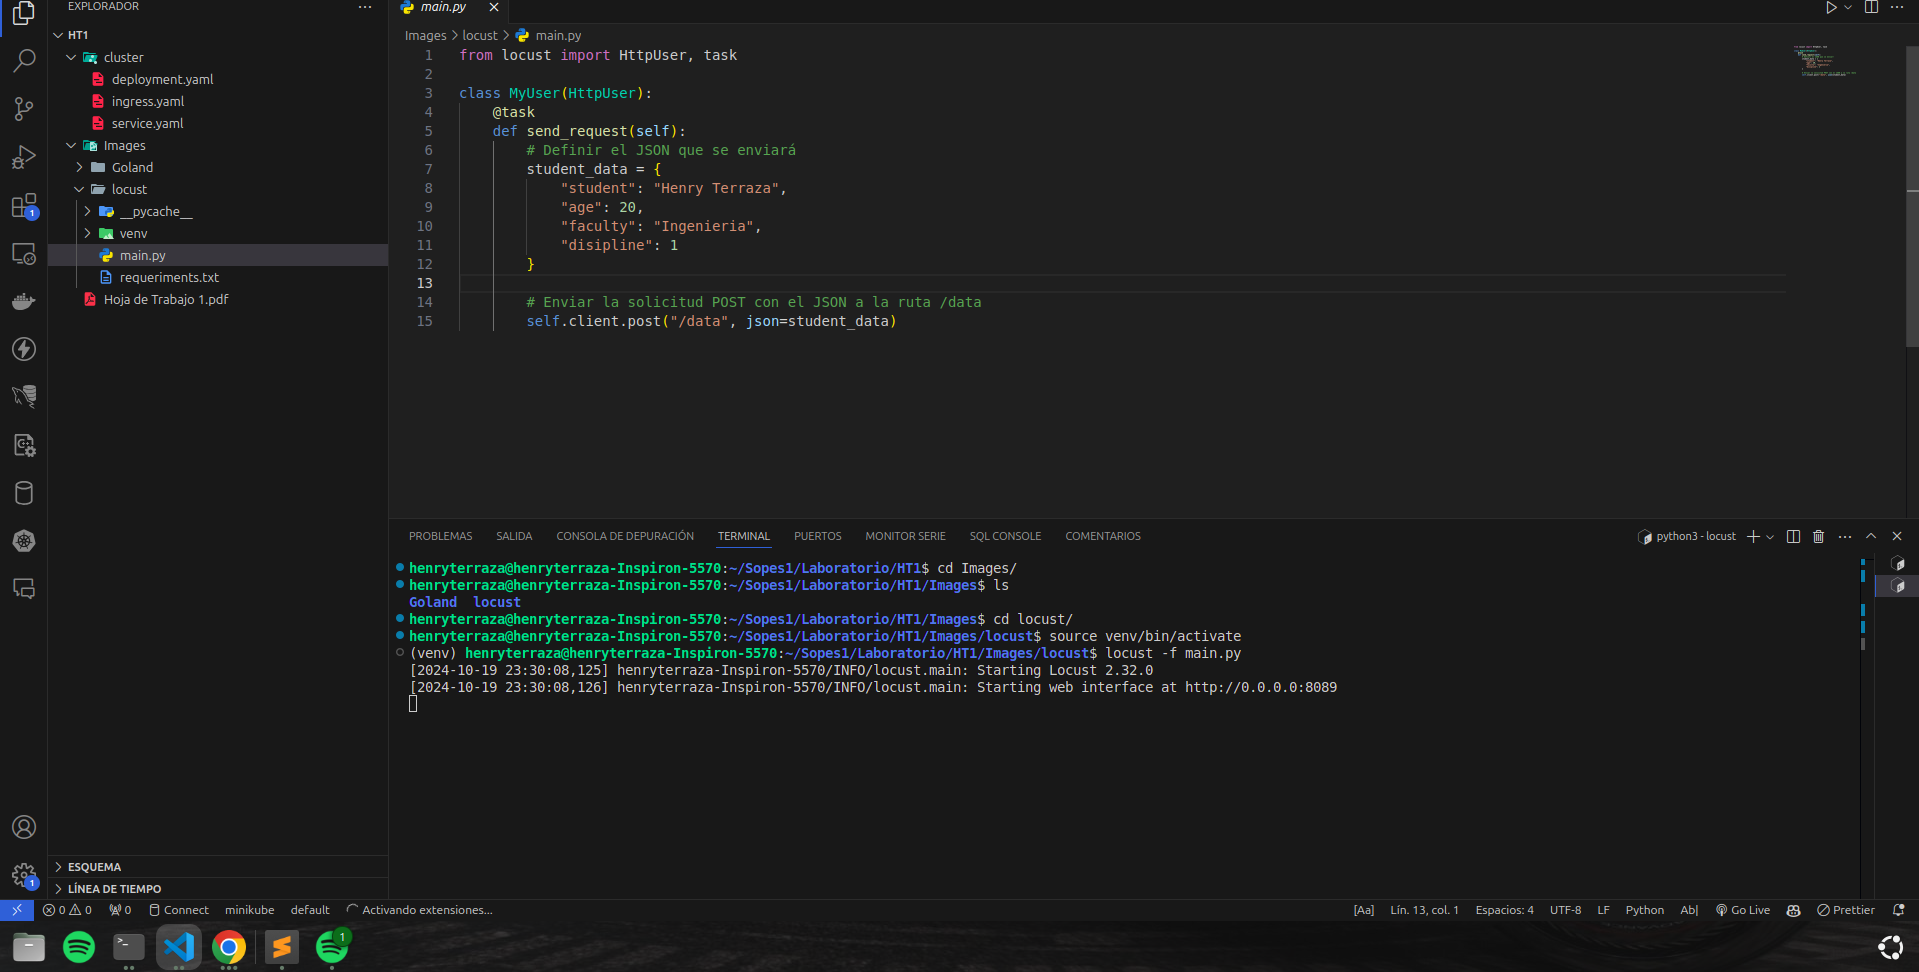 EXPLORADOR
HT1
cluster
deployment.yaml
ingress.yaml
service.yaml
Images
Goland
locust
__pycache__
venv
main.py
requeriments.txt
Hoja de Trabajo 1.pdf
ESQUEMA
LÍNEA DE TIEMPO
main.py
Images > locust > main.py
1 from locust import HttpUser, task
2
3 class MyUser(HttpUser):
4 @task
5 def send_request(self):
6 # Definir el JSON que se enviará
7 student_data = {
8 "student": "Henry Terraza",
9 "age": 20,
10 "faculty": "Ingenieria",
11 "disipline": 1
12 }
13
14 # Enviar la solicitud POST con el JSON a la ruta /data
15 self.client.post("/data", json=student_data)
PROBLEMAS SALIDA CONSOLA DE DEPURACIÓN TERMINAL PUERTOS MONITOR SERIE SQL CONSOLE COMENTARIOS
python3 - locust
henryterraza@henryterraza-Inspiron-5570:~/Sopes1/Laboratorio/HT1$ cd Images/
henryterraza@henryterraza-Inspiron-5570:~/Sopes1/Laboratorio/HT1/Images$ ls
Goland locust
henryterraza@henryterraza-Inspiron-5570:~/Sopes1/Laboratorio/HT1/Images$ cd locust/
henryterraza@henryterraza-Inspiron-5570:~/Sopes1/Laboratorio/HT1/Images/locust$ source venv/bin/activate
(venv) henryterraza@henryterraza-Inspiron-5570:~/Sopes1/Laboratorio/HT1/Images/locust$ locust -f main.py
[2024-10-19 23:30:08,125] henryterraza-Inspiron-5570/INFO/locust.main: Starting Locust 2.32.0
[2024-10-19 23:30:08,126] henryterraza-Inspiron-5570/INFO/locust.main: Starting web interface at http://0.0.0.0:8089
1
1
0 0 0 Connect minikube default Activando extensiones... [Aa] Lín. 13, col. 1 Espacios: 4 UTF-8 LF Python Ab| Go Live Prettier
1